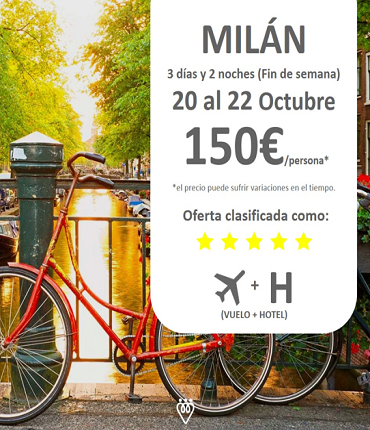 MILÁN
3 días y 2 noches (Fin de semana)
20 al 22 Octubre
150€/persona*
*el precio puede sufrir variaciones en el tiempo.
Oferta clasificada como:
+ H
(VUELO + HOTEL)